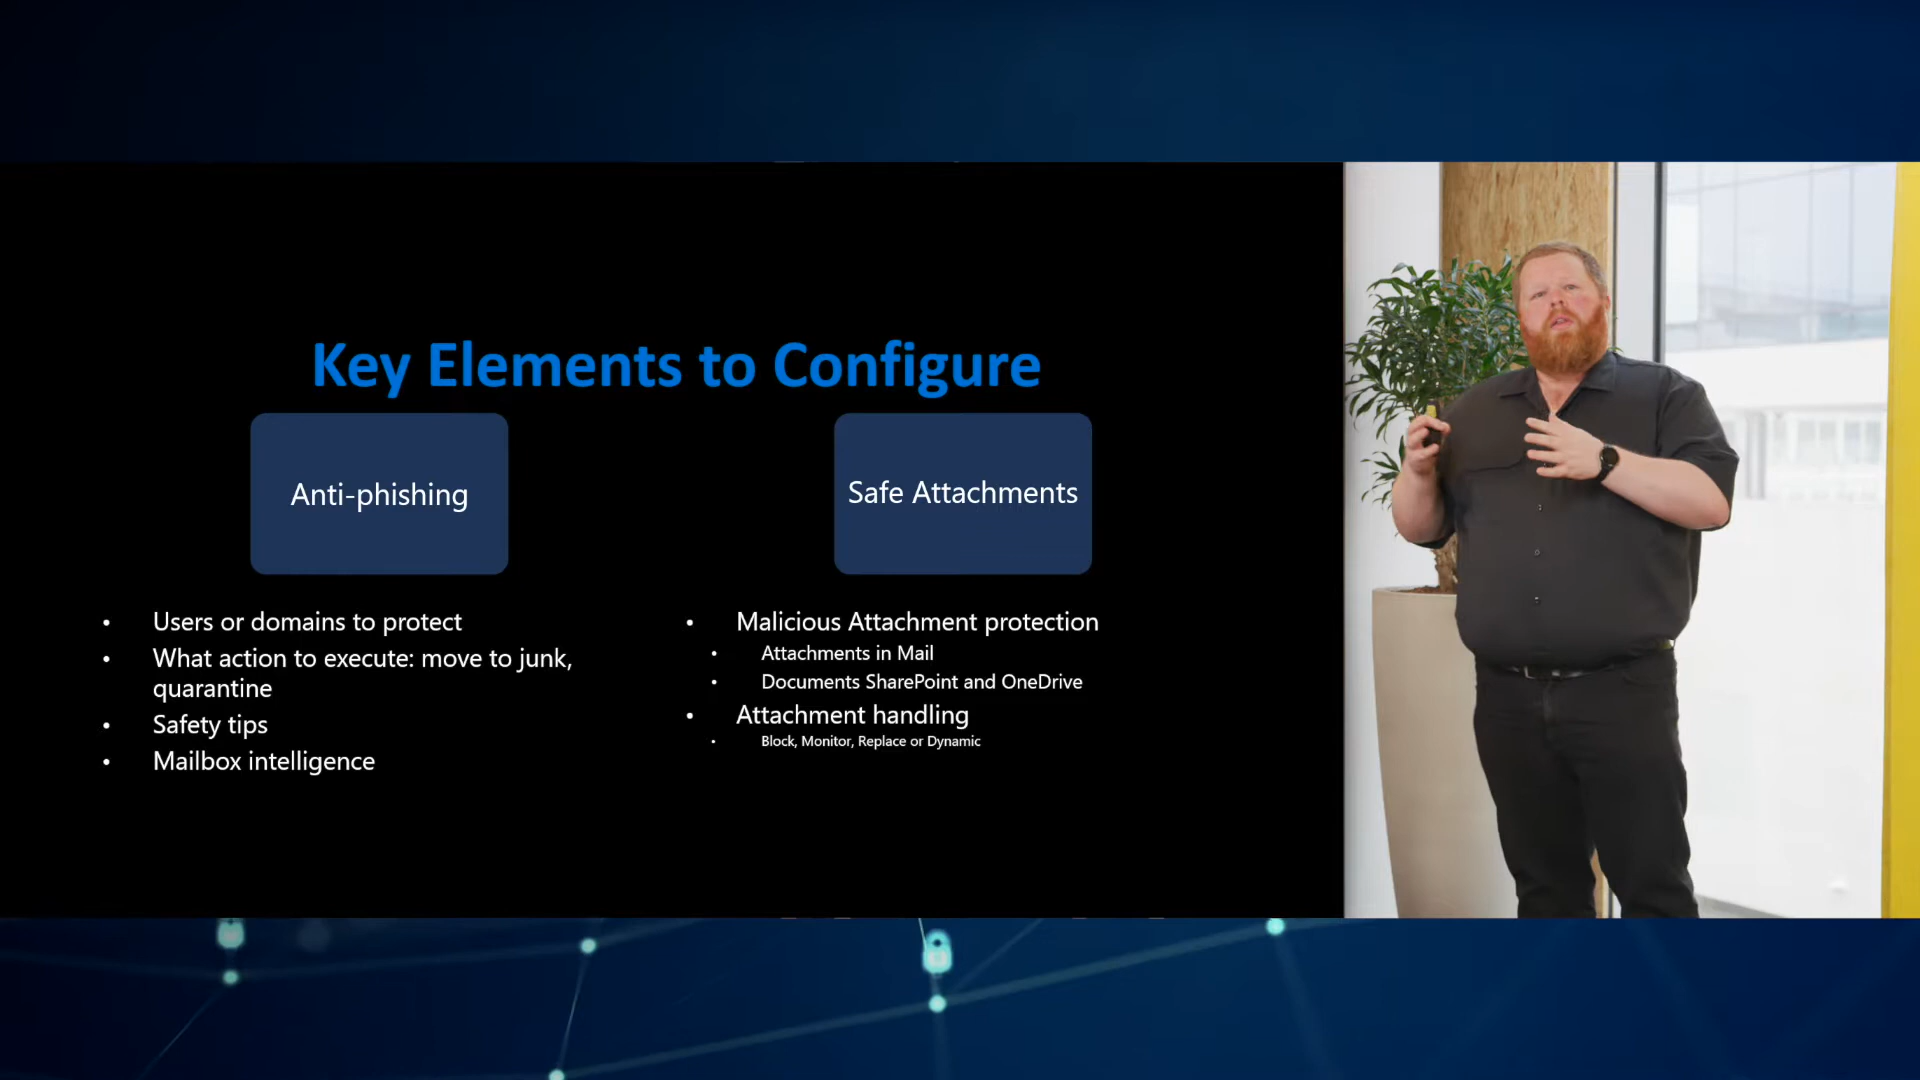 Key Elements to Configure
Anti-phishing
Users or domains to protect
What action to execute: move to junk,
quarantine
Safety tips
Mailbox intelligence
Safe Attachments
Malicious Attachment protection
Attachments in Mail
Documents SharePoint and OneDrive
Attachment handling
Block, Monitor, Replace or Dynamic